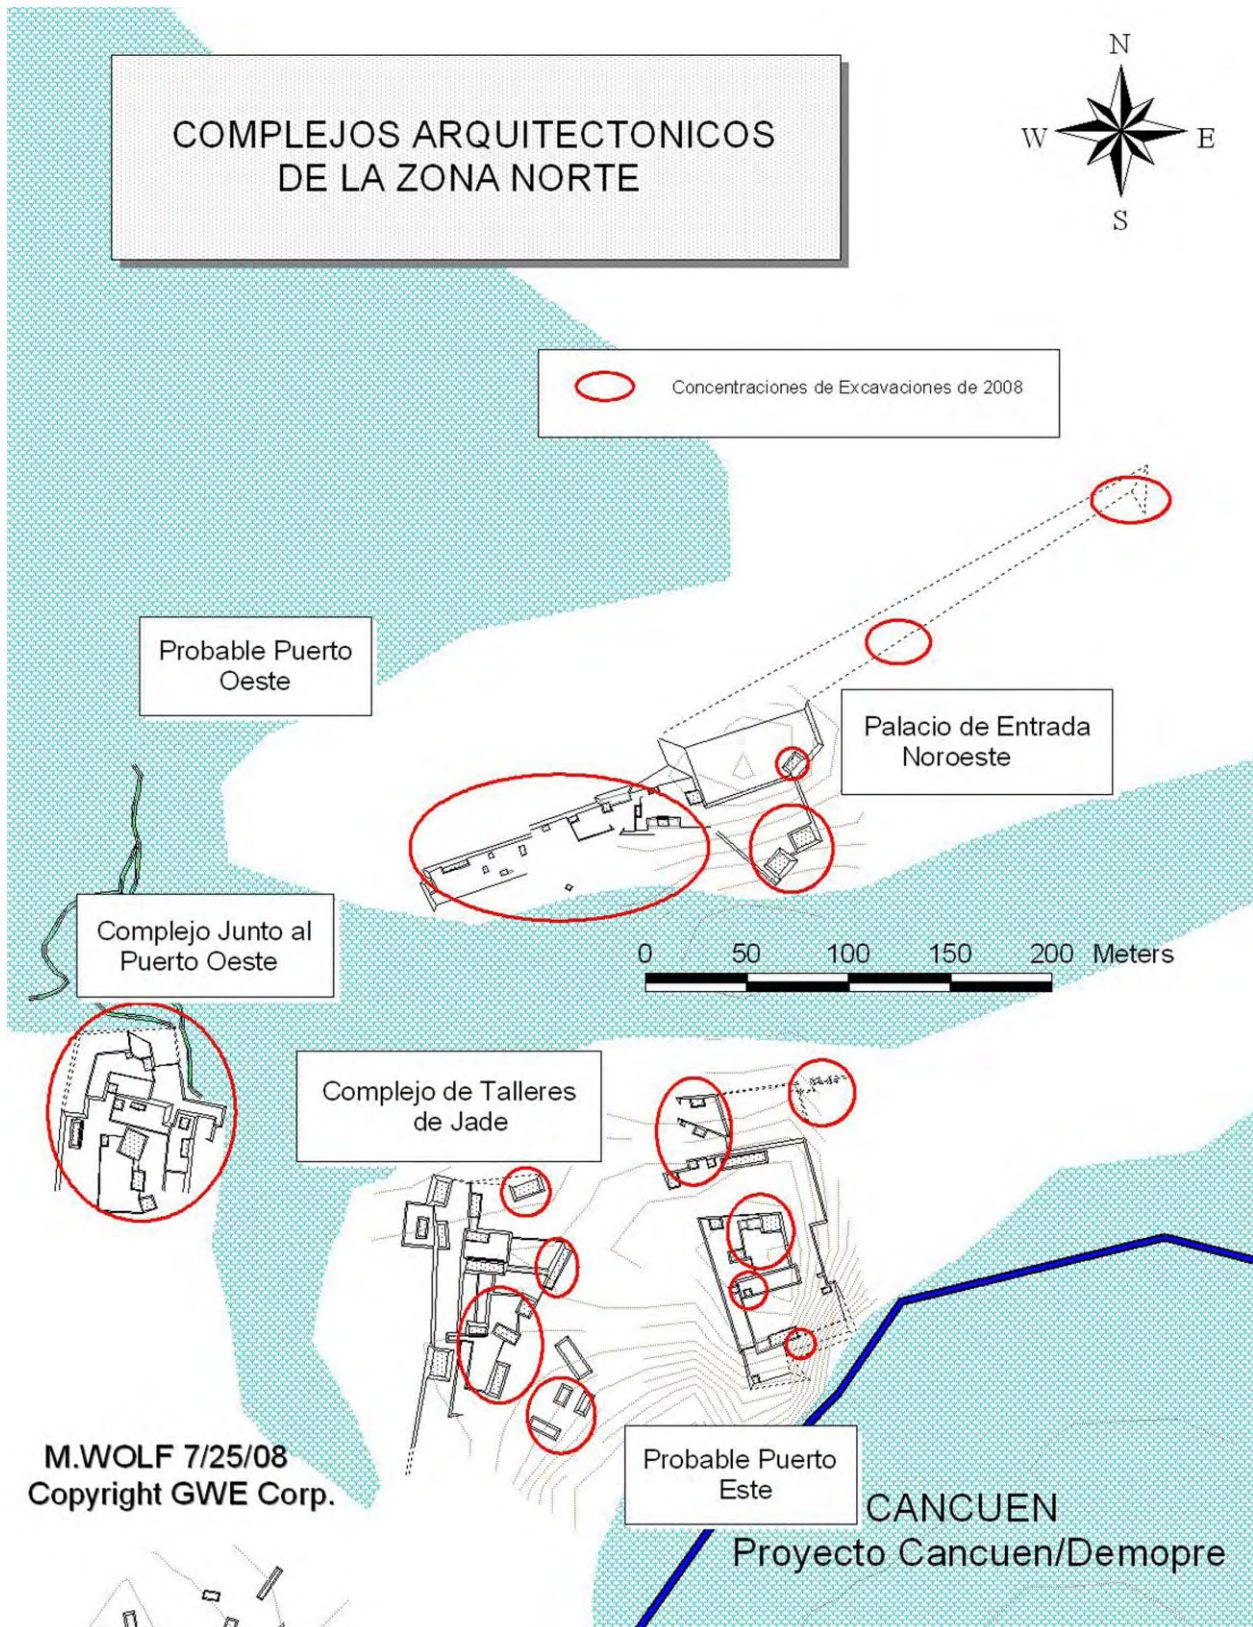 COMPLEJOS ARQUITECTONICOS
DE LA ZONA NORTE
N
W
E
S
Concentraciones de Excavaciones de 2008
Probable Puerto
Oeste
Palacio de Entrada
Noroeste
Complejo Junto al
Puerto Oeste
0 50 100 150 200 Meters
Complejo de Talleres
de Jade
Probable Puerto
Este
M.WOLF 7/25/08
Copyright GWE Corp.
CANCUEN
Proyecto Cancuen/Demopre